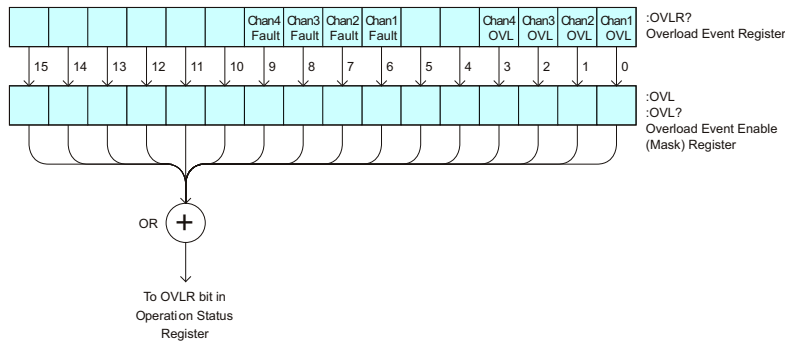 Chan4 Fault
Chan3 Fault
Chan2 Fault
Chan1 Fault
Chan4 OVL
Chan3 OVL
Chan2 OVL
Chan1 OVL
:OVLR?
Overload Event Register
15 14 13 12 11 10 9 8 7 6 5 4 3 2 1 0
:OVL
:OVL?
Overload Event Enable
(Mask) Register
OR +
To OVLR bit in
Operation Status
Register